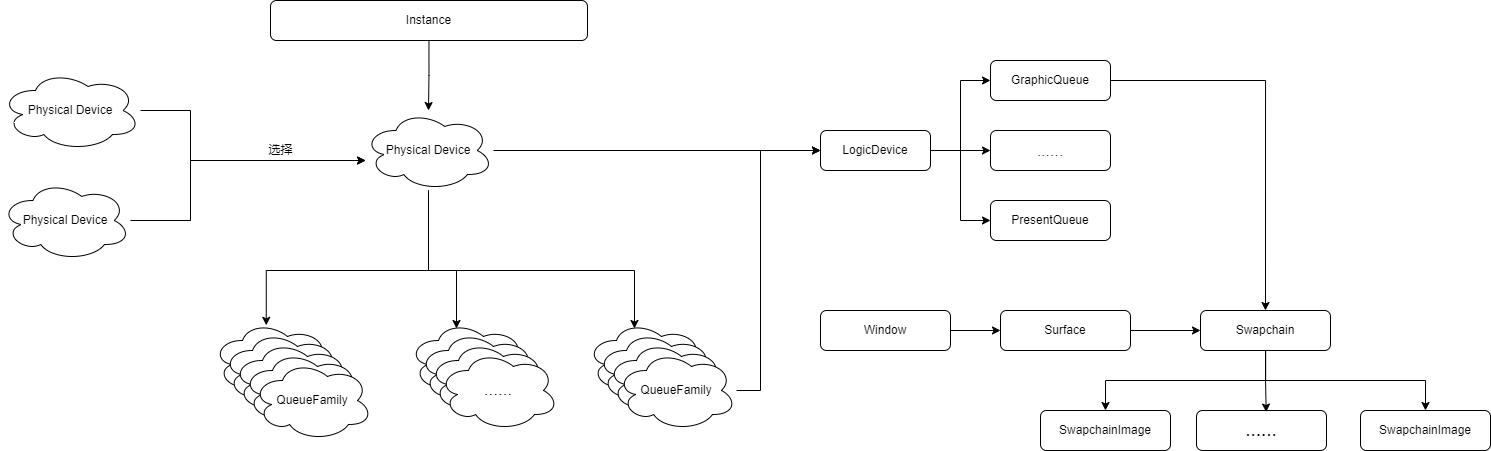 Instance
GraphicQueue
Physical Device
选择
Physical Device
LogicDevice
……
Physical Device
PresentQueue
Window
Surface
Swapchain
QueueFamily
……
QueueFamily
SwapchainImage
……
SwapchainImage